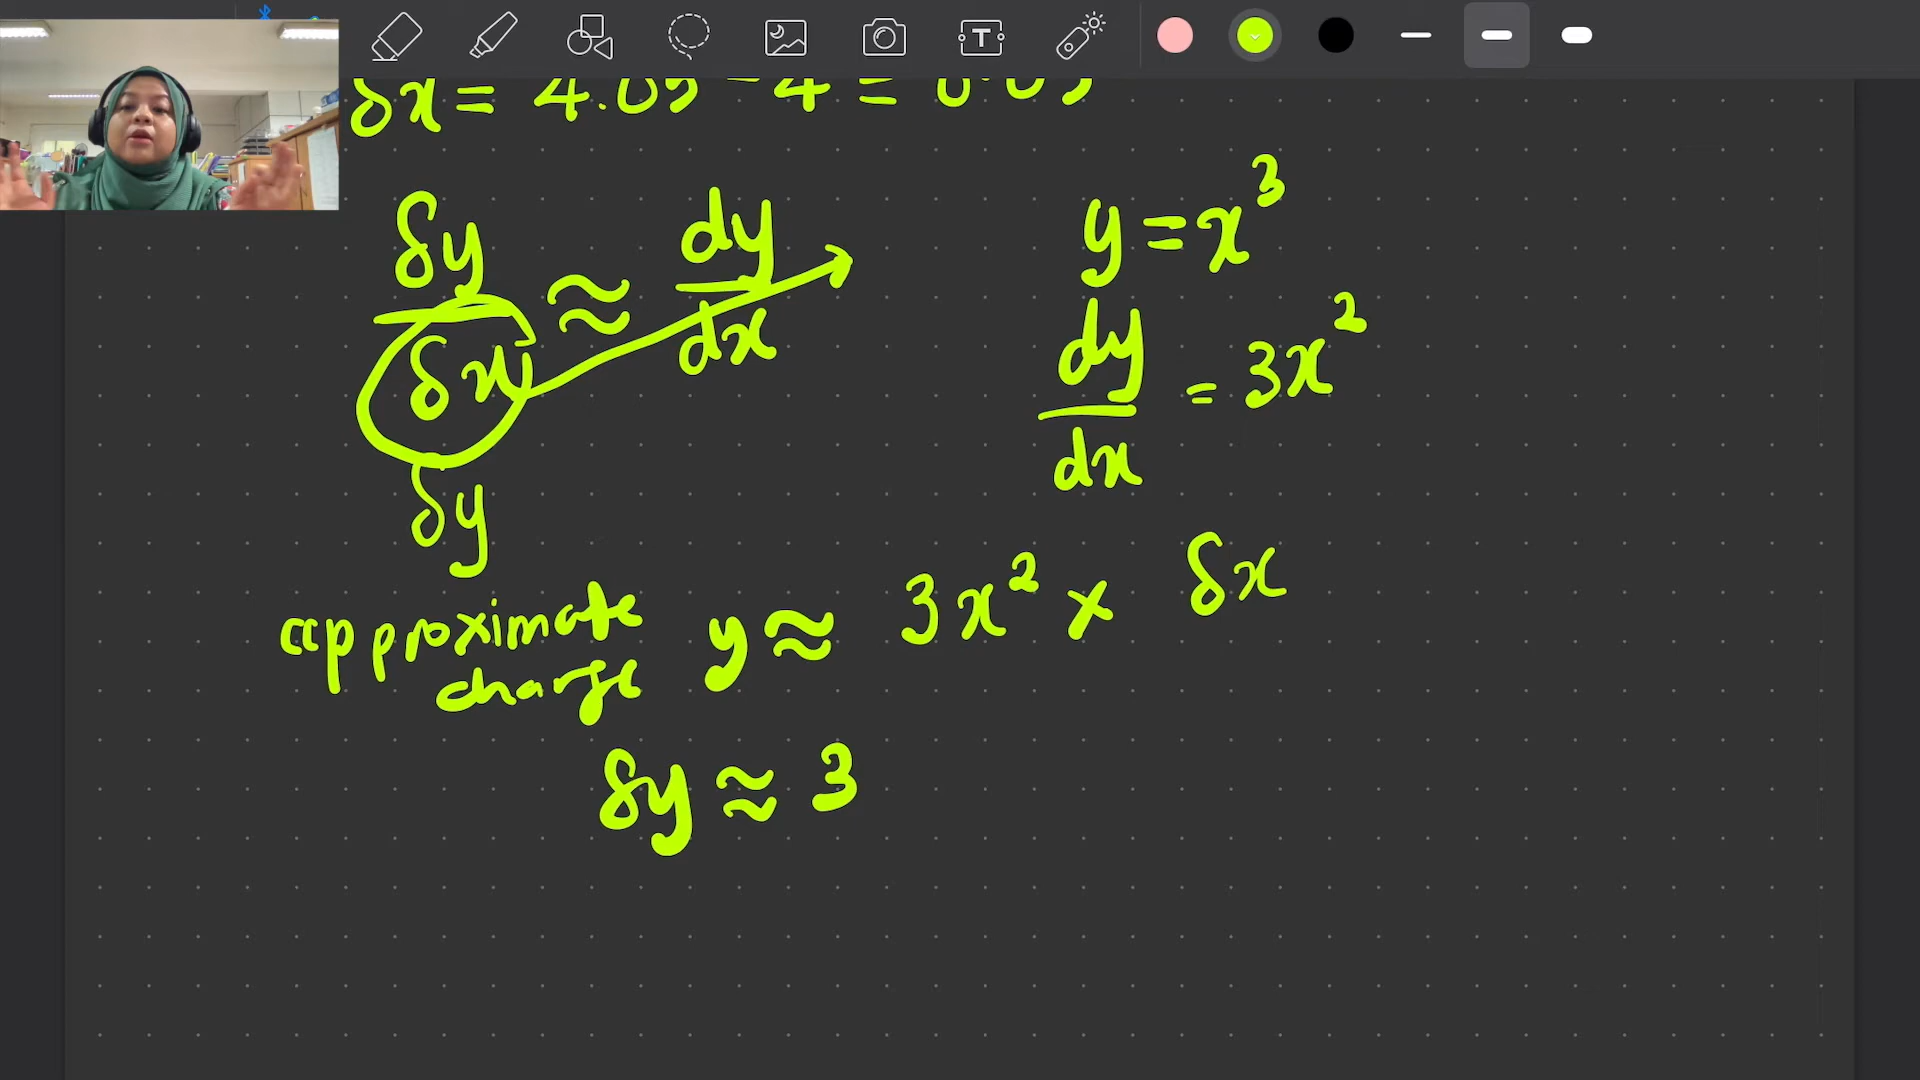 δx = 4.05 - 4 = 0.05
δy/δx ≈ dy/dx
y = x³
dy/dx = 3x²
δy
approximate change y ≈ 3x² × δx
δy ≈ 3
T